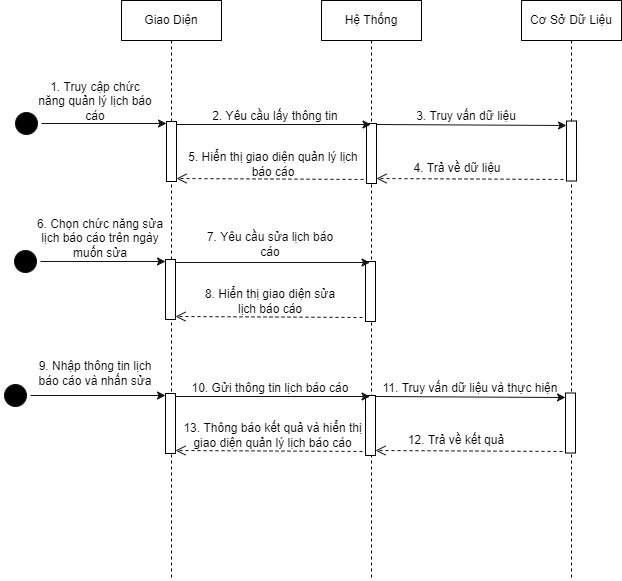 Giao Diện
Hệ Thống
Cơ Sở Dữ Liệu
1. Truy cập chức
năng quản lý lịch báo
cáo
2. Yêu cầu lấy thông tin
3. Truy vấn dữ liệu
5. Hiển thị giao diện quản lý lịch
báo cáo
4. Trả về dữ liệu
6. Chọn chức năng sửa
lịch báo cáo trên ngày
muốn sửa
7. Yêu cầu sửa lịch báo
cáo
8. Hiển thị giao diện sửa
lịch báo cáo
9. Nhập thông tin lịch
báo cáo và nhấn sửa
10. Gửi thông tin lịch báo cáo
11. Truy vấn dữ liệu và thực hiện
13. Thông báo kết quả và hiển thị
giao diện quản lý lịch báo cáo
12. Trả về kết quả